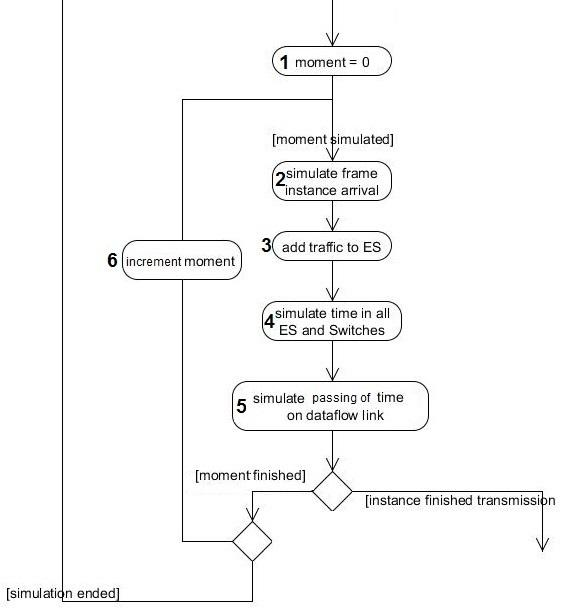 1 moment = 0
[moment simulated]
2 simulate frame
instance arrival
3 add traffic to ES
6 increment moment
4 simulate time in all
ES and Switches
5 simulate passing of time
on dataflow link
[moment finished]
[instance finished transmission
[simulation ended]